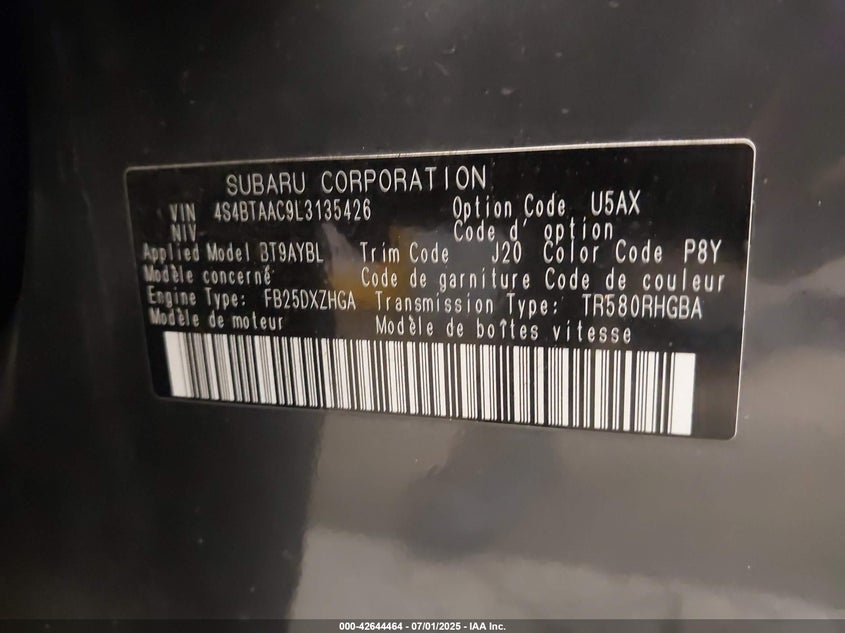 SUBARU CORPORATION
VIN 4S4BTAAC9L3135426 Option Code U5AX
NIV Code d' option
Applied Model BT9AYBL Trim Code J20 Color Code P8Y
Modèle concerné Code de garniture Code de couleur
Engine Type: FB25DXZHGA Transmission Type: TR580RHGBA
Modèle de moteur Modèle de boîtes vitesse
000-42644464 - 07/01/2025 - IAA Inc.